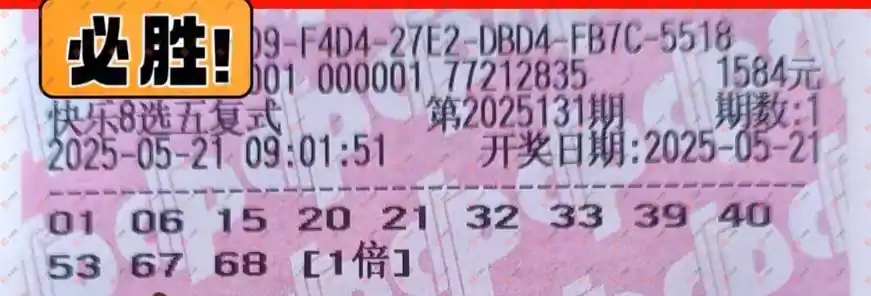 必胜!
09-F4D4-27E2-DBD4-FB7C-5518
001 000001 77212835 1584元
快乐8选五复式 第2025131期 期数:1
2025-05-21 09:01:51 开奖日期:2025-05-21
01 06 15 20 21 32 33 39 40
53 67 68 [1倍]